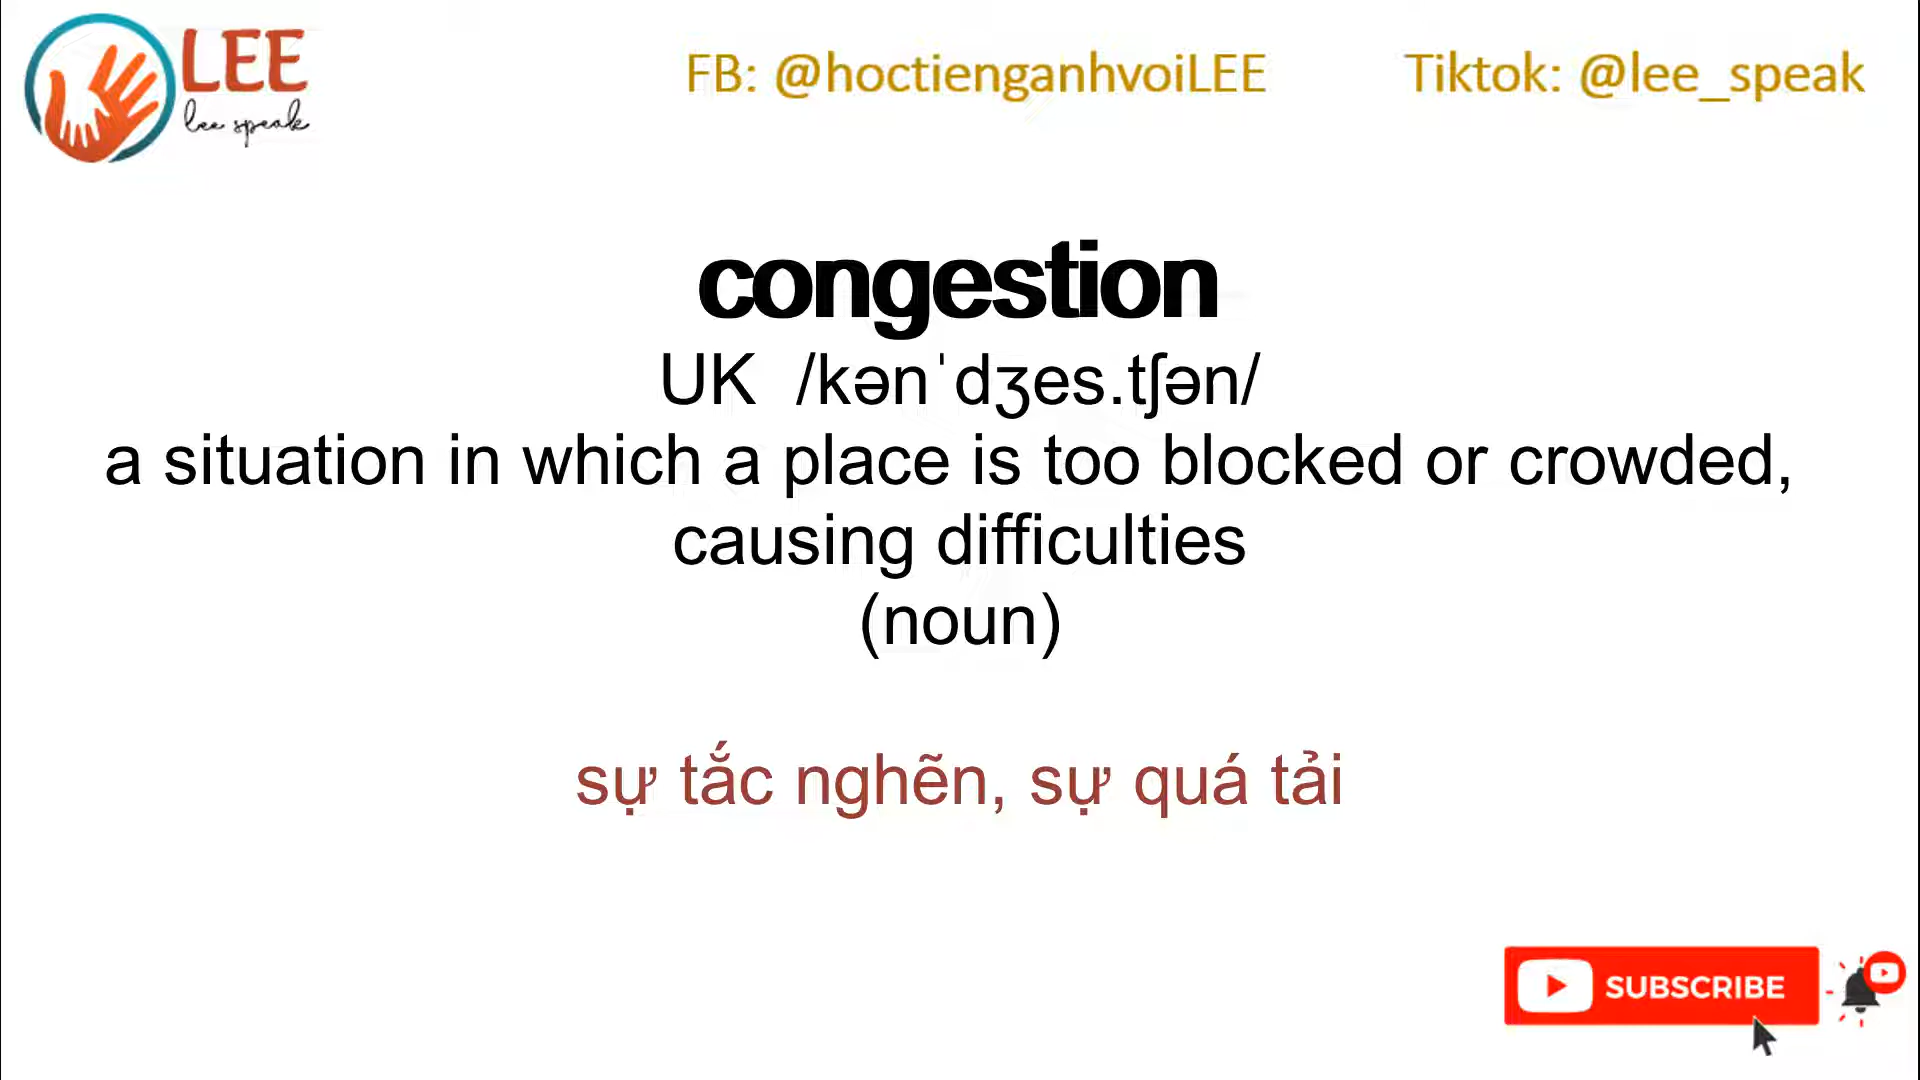 LEE
lee speak
FB: @hoctienganhvoiLEE
Tiktok: @lee_speak
congestion
UK /kənˈdʒes.tʃən/
a situation in which a place is too blocked or crowded,
causing difficulties
(noun)
sự tắc nghẽn, sự quá tải
SUBSCRIBE